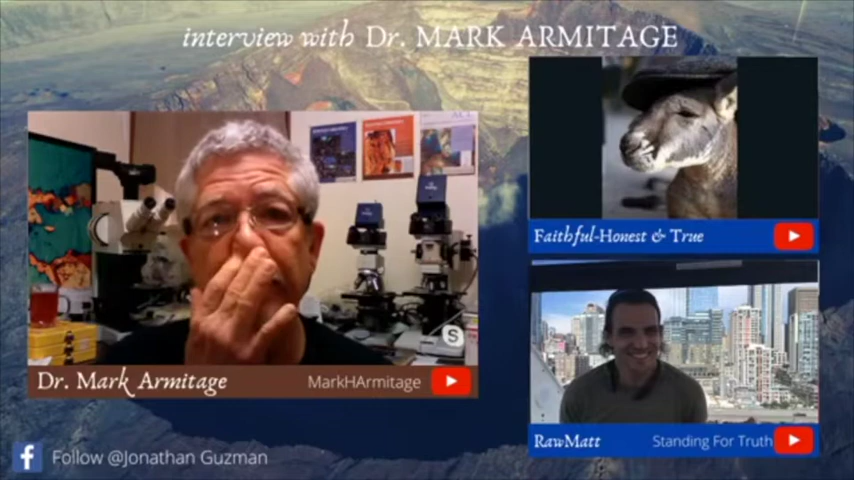 interview with Dr. MARK ARMITAGE
Faithful-Honest & True
Dr. Mark Armitage
MarkHArmitage
RawMatt
Standing For Truth
Follow @Jonathan Guzman